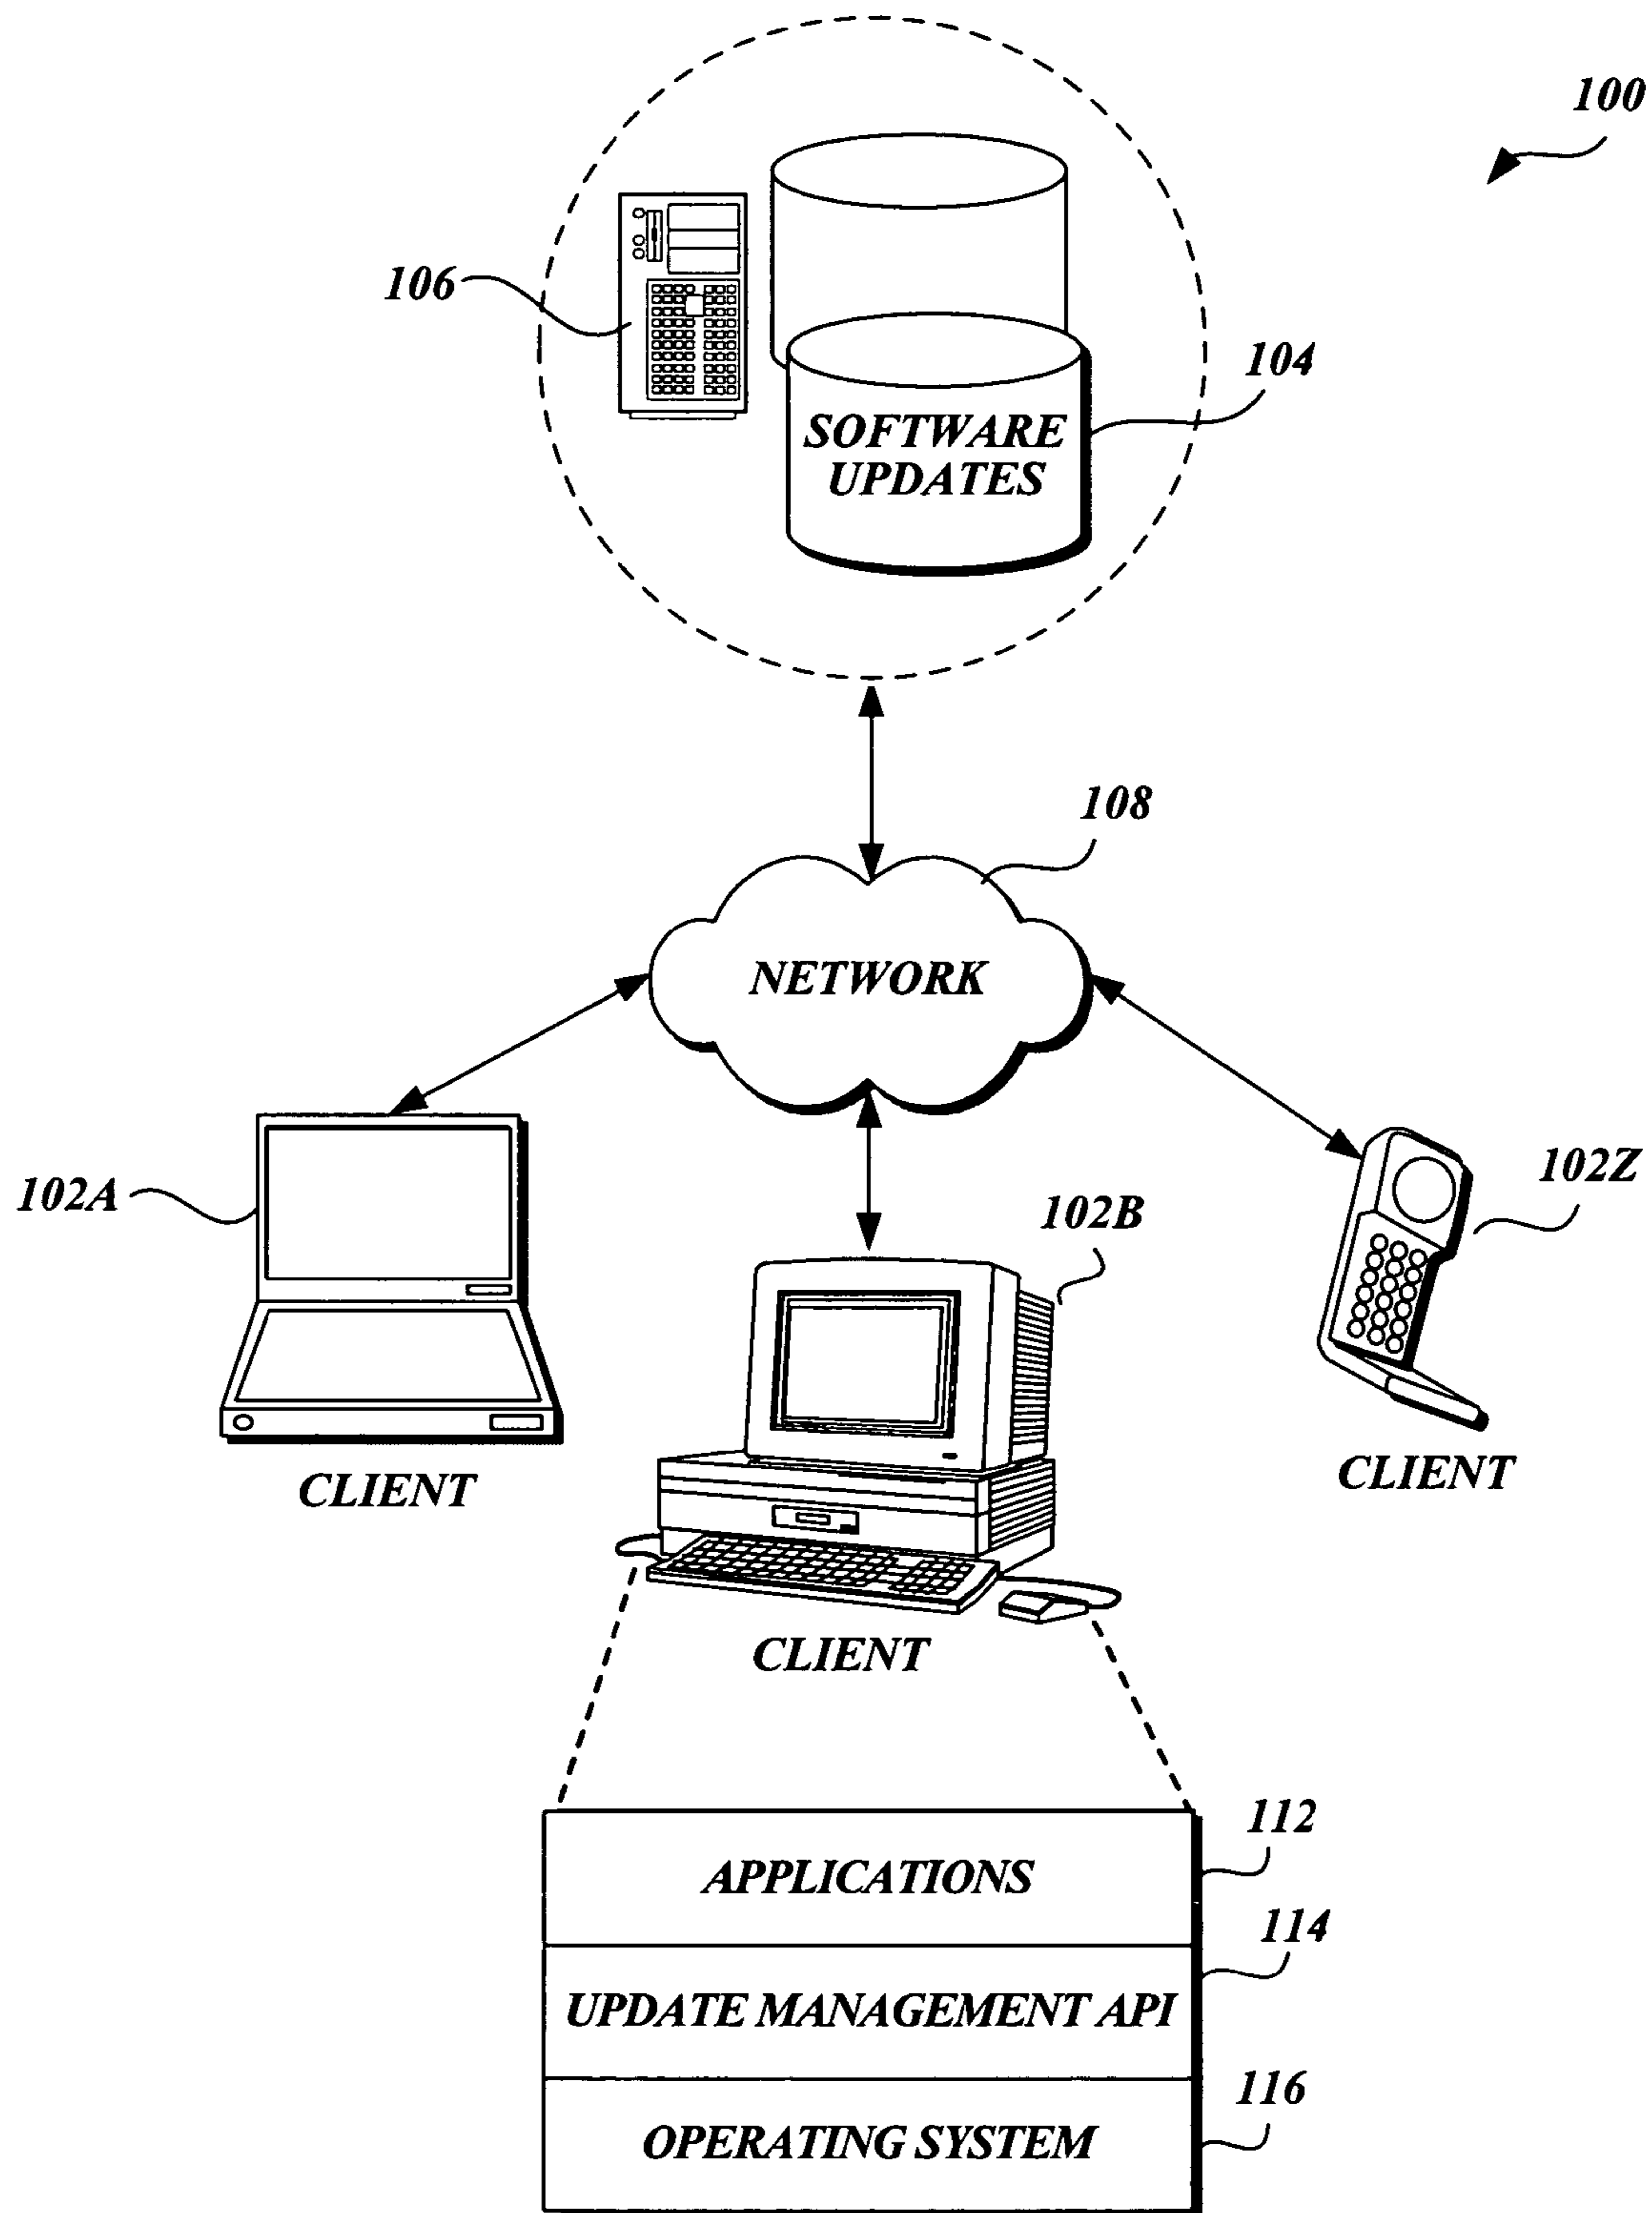 100
106
104
SOFTWARE
UPDATES
108
NETWORK
102A
102B
102Z
CLIENT
CLIENT
CLIENT
112
APPLICATIONS
114
UPDATE MANAGEMENT API
116
OPERATING SYSTEM